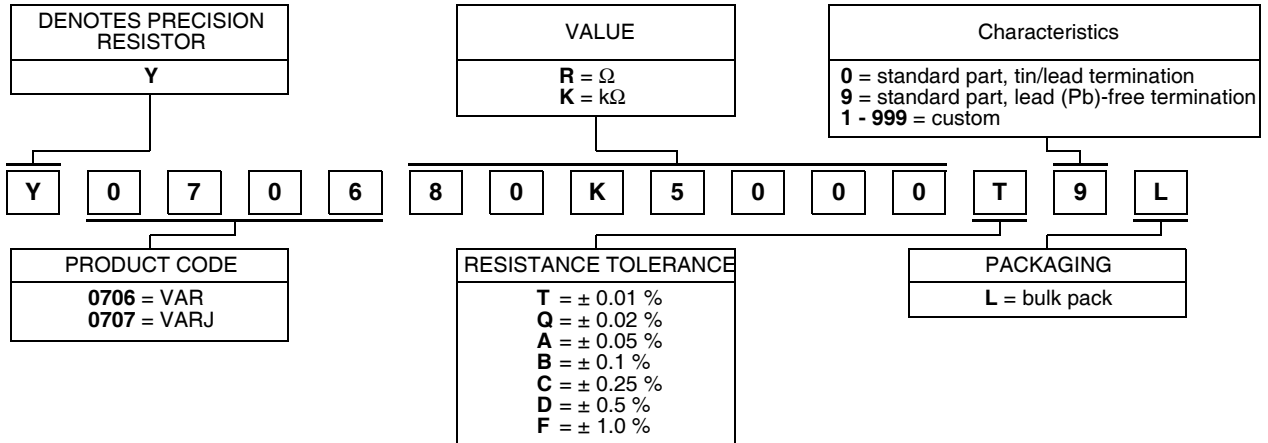 DENOTES PRECISION
RESISTOR
Y
VALUE
R = Ω
K = kΩ
Characteristics
0 = standard part, tin/lead termination
9 = standard part, lead (Pb)-free termination
1 - 999 = custom
Y 0 7 0 6 8 0 K 5 0 0 0 T 9 L
PRODUCT CODE
0706 = VAR
0707 = VARJ
RESISTANCE TOLERANCE
T = ± 0.01 %
Q = ± 0.02 %
A = ± 0.05 %
B = ± 0.1 %
C = ± 0.25 %
D = ± 0.5 %
F = ± 1.0 %
PACKAGING
L = bulk pack